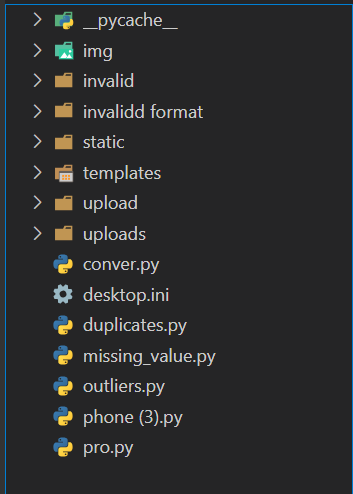 __pycache__
img
invalid
invalidd format
static
templates
upload
uploads
conver.py
desktop.ini
duplicates.py
missing_value.py
outliers.py
phone (3).py
pro.py